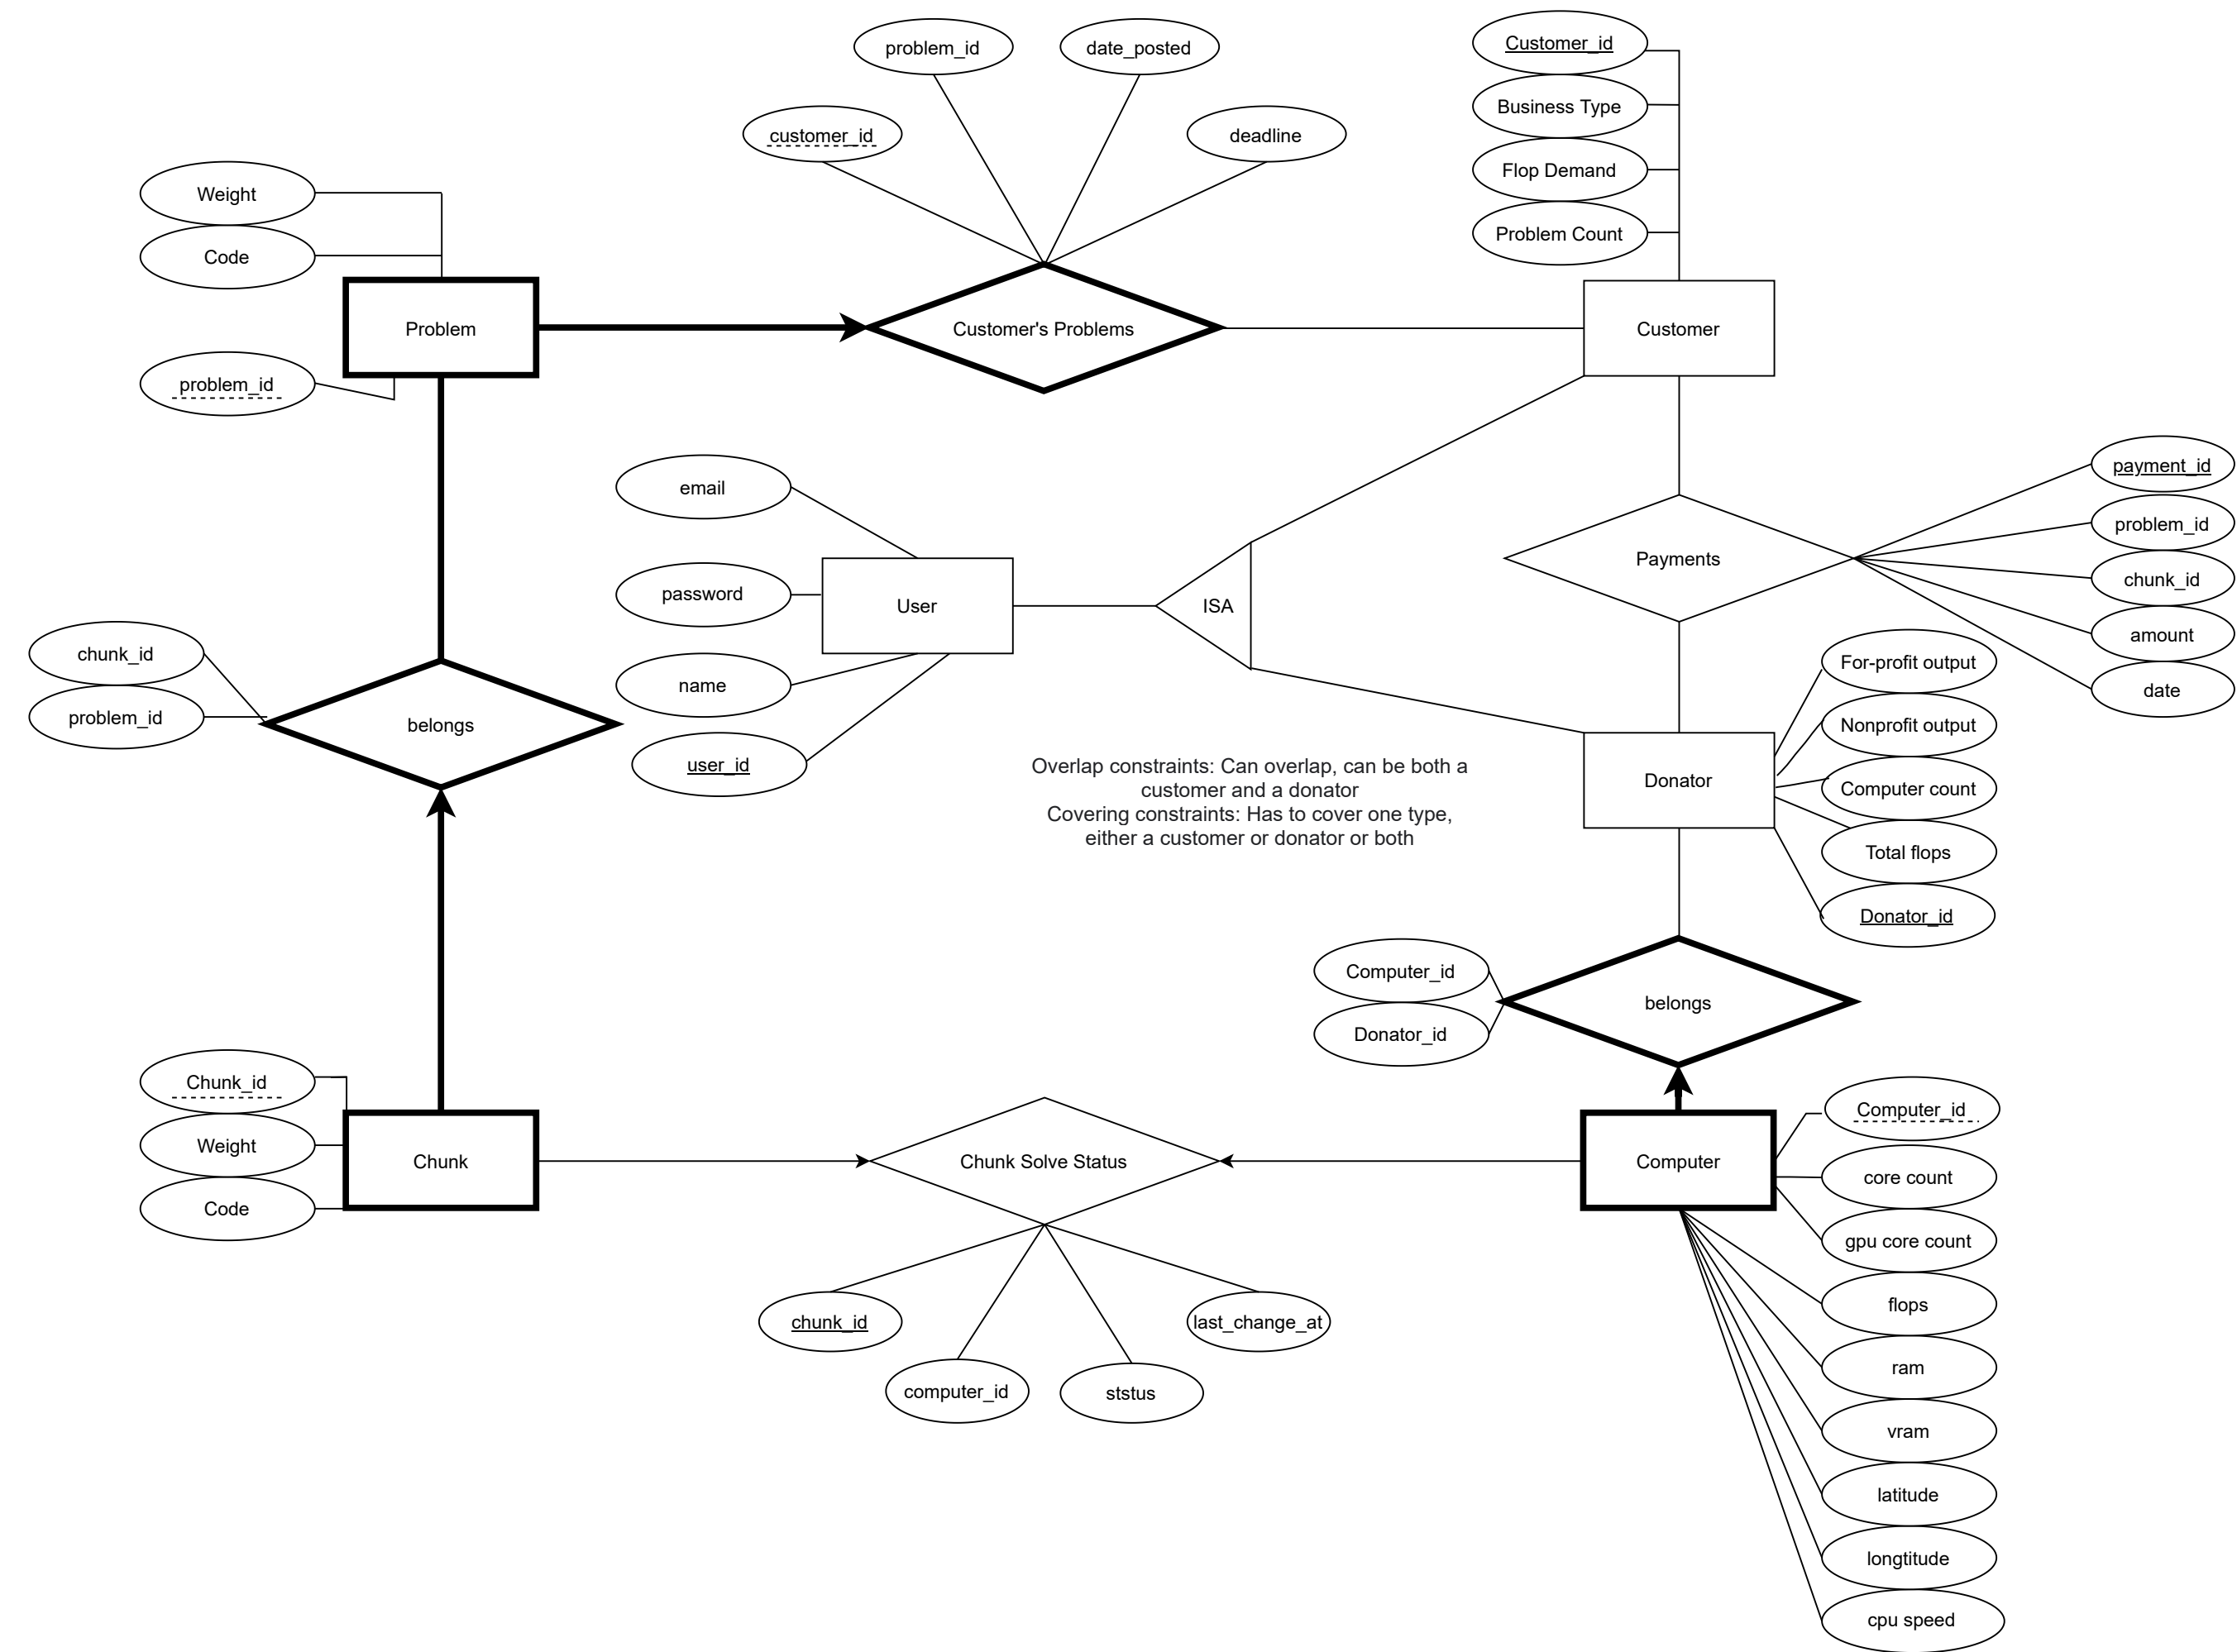 problem_id
date_posted
customer_id
deadline
Customer_id
Business Type
Flop Demand
Problem Count
Weight
Code
Problem
problem_id
Customer's Problems
Customer
email
password
name
user_id
User
ISA
Payments
payment_id
problem_id
chunk_id
amount
date
chunk_id
problem_id
belongs
Overlap constraints: Can overlap, can be both a
customer and a donator
Covering constraints: Has to cover one type,
either a customer or donator or both
Donator
For-profit output
Nonprofit output
Computer count
Total flops
Donator_id
Computer_id
Donator_id
belongs
Chunk_id
Weight
Code
Chunk
Chunk Solve Status
Computer
chunk_id
computer_id
ststus
last_change_at
Computer_id
core count
gpu core count
flops
ram
vram
latitude
longtitude
cpu speed